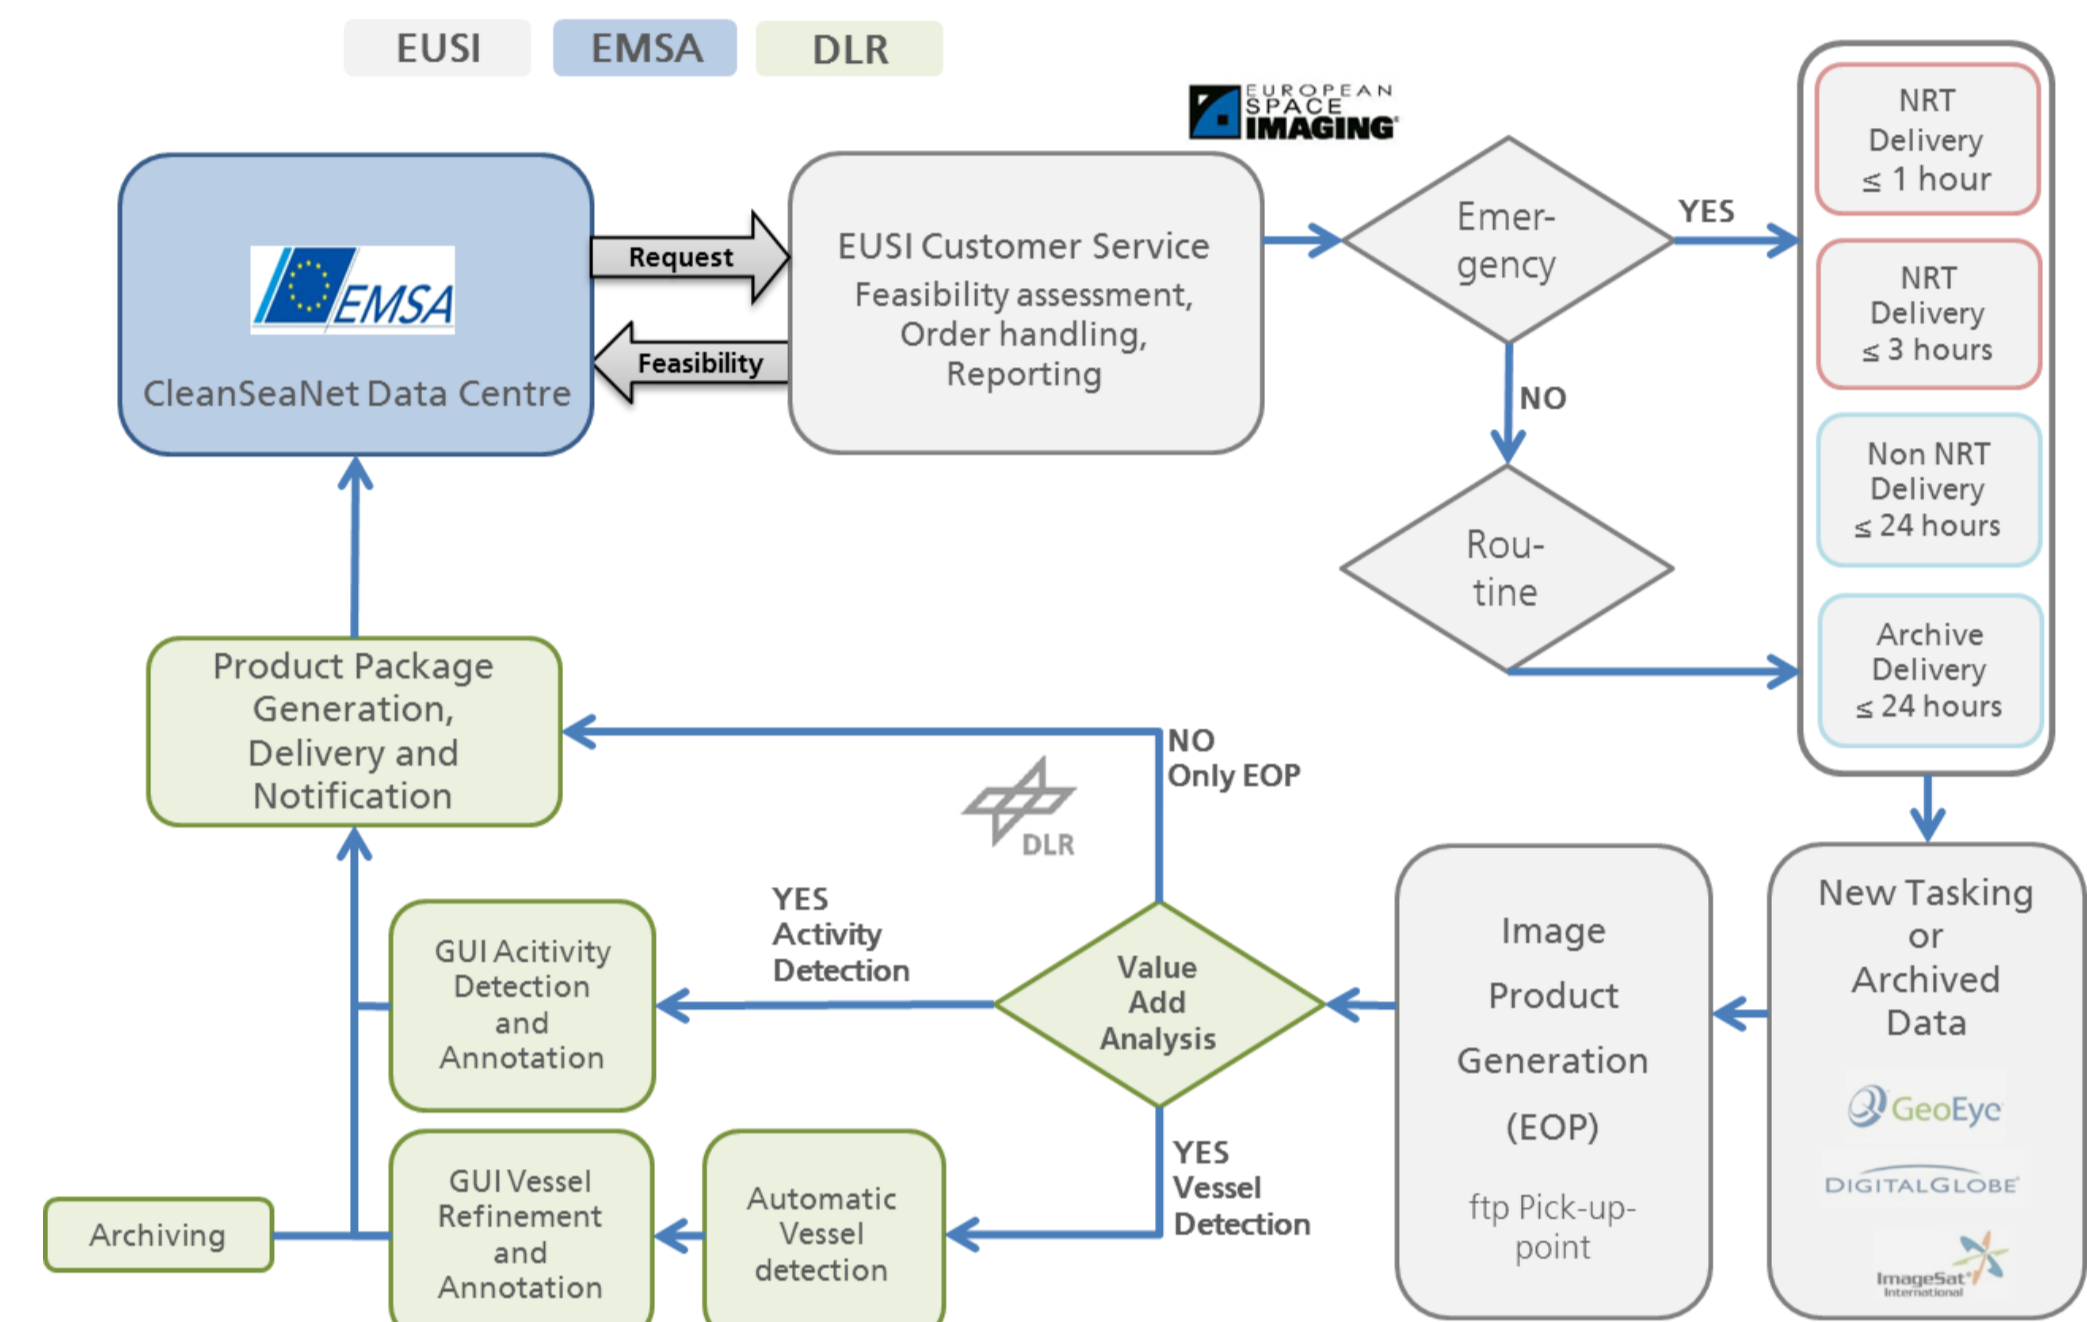 EUSI
EMSA
DLR
EUROPEAN
SPACE
IMAGING
EMSA
CleanSeaNet Data Centre
Request
Feasibility
EUSI Customer Service
Feasibility assessment,
Order handling,
Reporting
Emer-
gency
YES
NO
Rou-
tine
NRT
Delivery
≤ 1 hour
NRT
Delivery
≤ 3 hours
Non NRT
Delivery
≤ 24 hours
Archive
Delivery
≤ 24 hours
Product Package
Generation,
Delivery and
Notification
NO
Only EOP
DLR
YES
Activity
Detection
GUI Acitivity
Detection
and
Annotation
Value
Add
Analysis
Image
Product
Generation
(EOP)
ftp Pick-up-
point
New Tasking
or
Archived
Data
GeoEye
DIGITALGLOBE
ImageSat
International
YES
Vessel
Detection
Automatic
Vessel
detection
GUI Vessel
Refinement
and
Annotation
Archiving